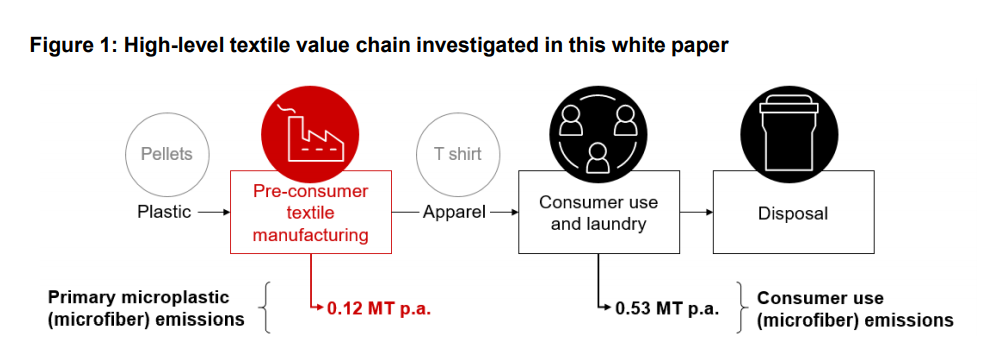 Figure 1: High-level textile value chain investigated in this white paper
Pellets
T shirt
Plastic
Pre-consumer
textile
manufacturing
Apparel
Consumer use
and laundry
Disposal
Primary microplastic
(microfiber) emissions
0.12 MT p.a.
0.53 MT p.a.
Consumer use
(microfiber) emissions